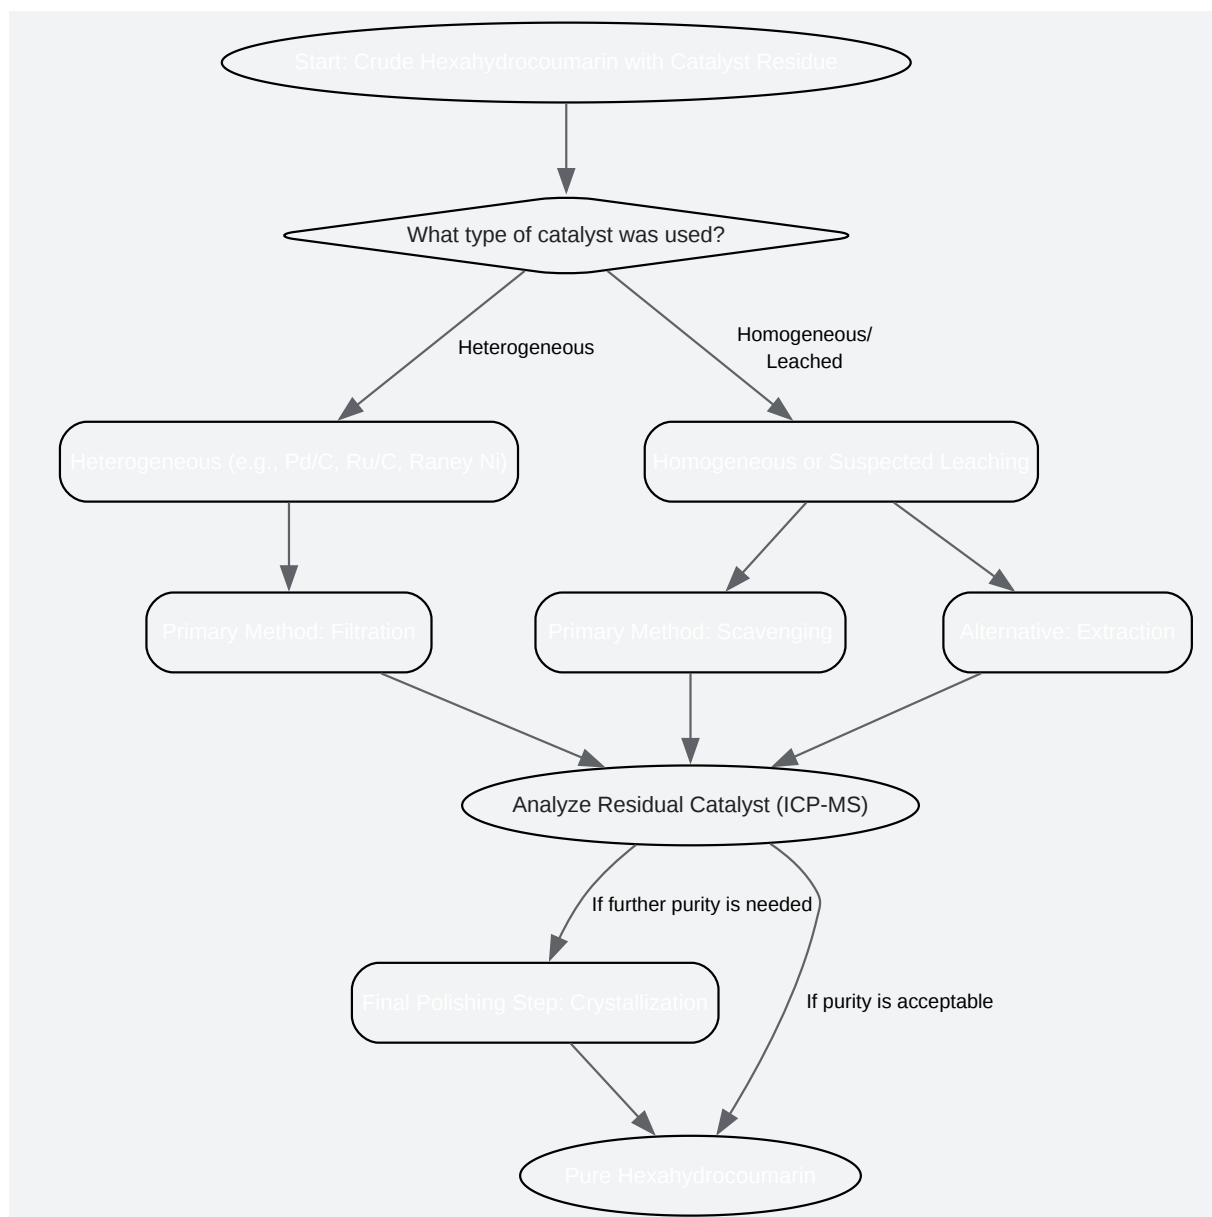 Start: Crude Hexahydrocoumarin with Catalyst Residue
What type of catalyst was used?
Heterogeneous
Homogeneous/
Leached
Heterogeneous (e.g., Pd/C, Ru/C, Raney Ni)
Homogeneous or Suspected Leaching
Primary Method: Filtration
Primary Method: Scavenging
Alternative: Extraction
Analyze Residual Catalyst (ICP-MS)
If further purity is needed
Final Polishing Step: Crystallization
If purity is acceptable
Pure Hexahydrocoumarin